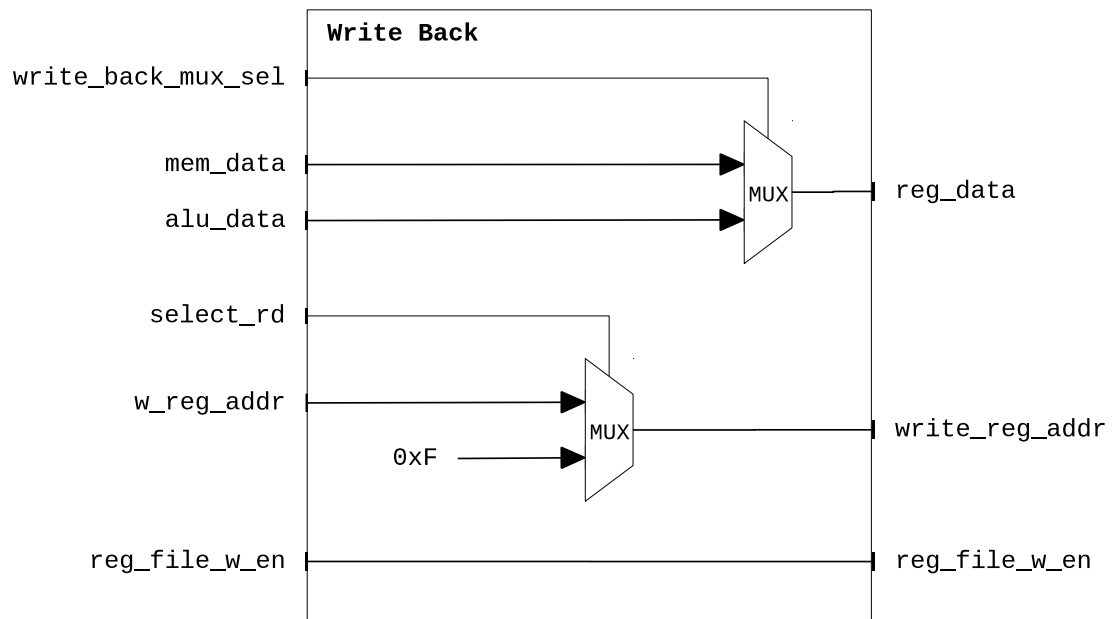 Write Back
write_back_mux_sel
mem_data
MUX
reg_data
alu_data
select_rd
w_reg_addr
MUX
write_reg_addr
0xF
reg_file_w_en
reg_file_w_en